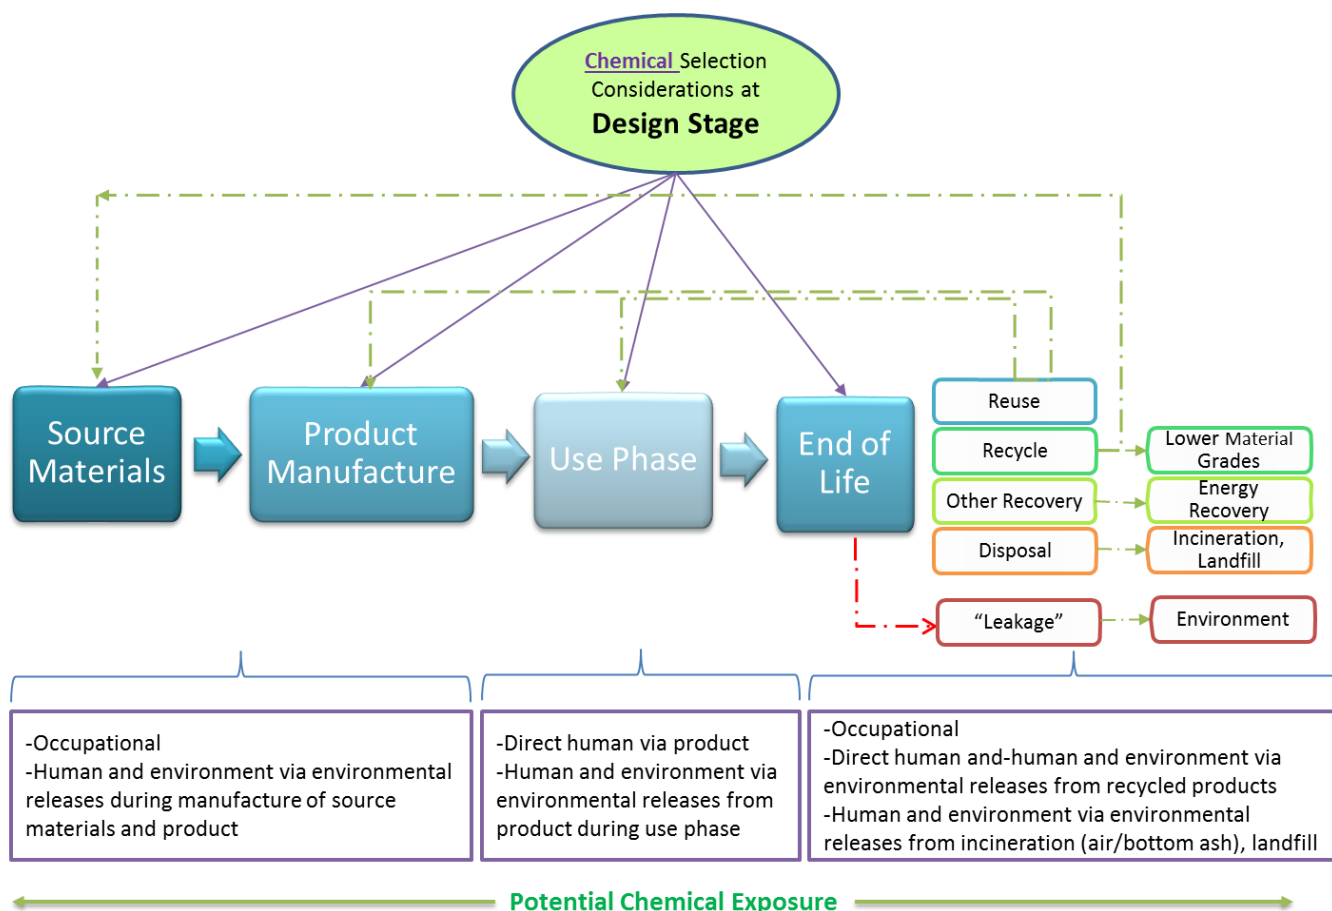 Chemical Selection
Considerations at
Design Stage
Source
Materials
Product
Manufacture
Use Phase
End of
Life
Reuse
Recycle
Lower Material
Grades
Other Recovery
Energy
Recovery
Disposal
Incineration,
Landfill
“Leakage”
Environment
-Occupational
-Human and environment via environmental
releases during manufacture of source
materials and product
-Direct human via product
-Human and environment via
environmental releases from
product during use phase
-Occupational
-Direct human and-human and environment via
environmental releases from recycled products
-Human and environment via environmental
releases from incineration (air/bottom ash), landfill
Potential Chemical Exposure